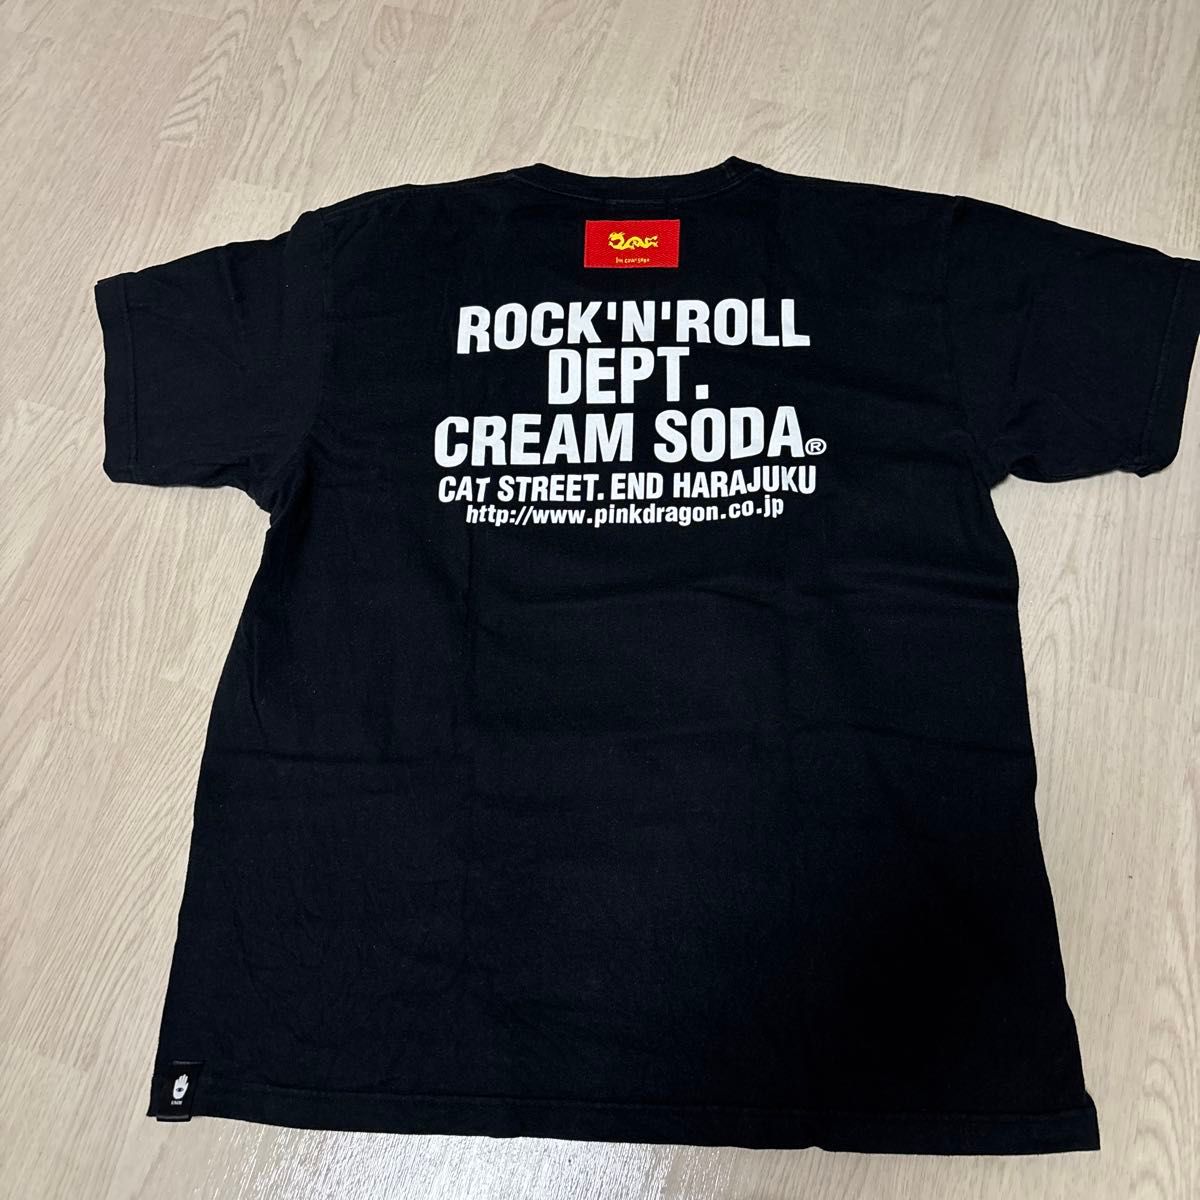 ROCK'N'ROLL
DEPT.
CREAM SODA®
CAT STREET. END HARAJUKU
http://www.pinkdragon.co.jp